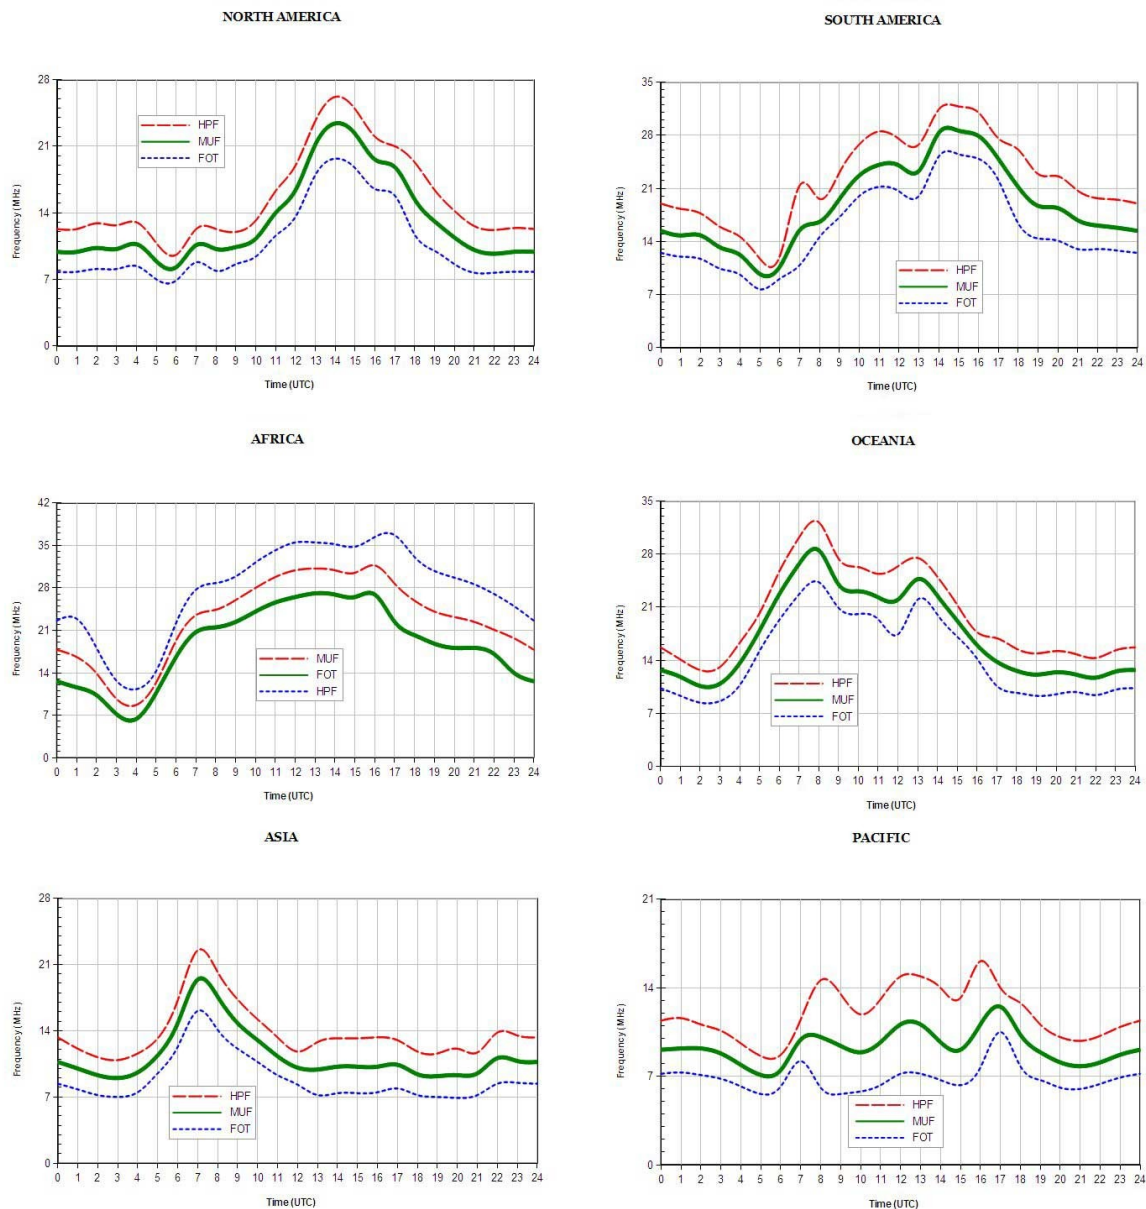 NORTH AMERICA
28
21
14
7
0
Frequency (MHz)
HPF
MUF
FOT
0 1 2 3 4 5 6 7 8 9 10 11 12 13 14 15 16 17 18 19 20 21 22 23 24
Time (UTC)
SOUTH AMERICA
35
28
21
14
7
0
Frequency (MHz)
HPF
MUF
FOT
0 1 2 3 4 5 6 7 8 9 10 11 12 13 14 15 16 17 18 19 20 21 22 23 24
Time (UTC)
AFRICA
42
35
28
21
14
7
0
Frequency (MHz)
MUF
FOT
HPF
0 1 2 3 4 5 6 7 8 9 10 11 12 13 14 15 16 17 18 19 20 21 22 23 24
Time (UTC)
OCEANIA
35
28
21
14
7
0
Frequency (MHz)
HPF
MUF
FOT
0 1 2 3 4 5 6 7 8 9 10 11 12 13 14 15 16 17 18 19 20 21 22 23 24
Time (UTC)
ASIA
28
21
14
7
0
Frequency (MHz)
HPF
MUF
FOT
0 1 2 3 4 5 6 7 8 9 10 11 12 13 14 15 16 17 18 19 20 21 22 23 24
Time (UTC)
PACIFIC
21
14
7
0
Frequency (MHz)
HPF
MUF
FOT
0 1 2 3 4 5 6 7 8 9 10 11 12 13 14 15 16 17 18 19 20 21 22 23 24
Time (UTC)